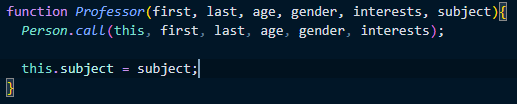 function Professor(first, last, age, gender, interests, subject){
  Person.call(this, first, last, age, gender, interests);

  this.subject = subject;
}